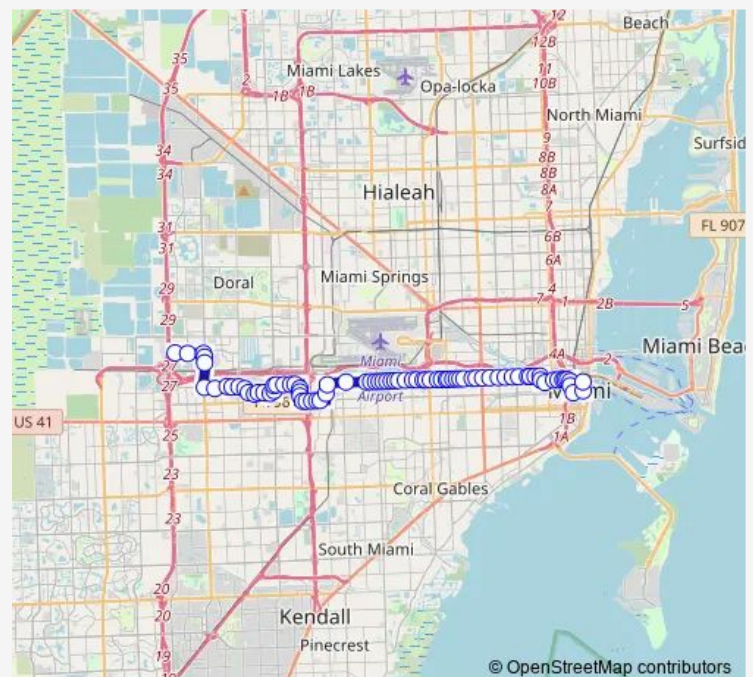 12
12B
Beach
35
Miami Lakes
2
1B
1B
Opa-locka
11
10B
35
North Miami
9
Surfsid
34
34
8B
8B
8A
Hialeah
7
31
31
6B
FL 907
6A
Doral
Miami Springs
29
4
7
1
2B
5
29
Miami
Airport
4A
2
Miami Bea
27
US 41
25
1B
1A
23
Coral Gables
23
South Miami
20
20
Kendall
19
Pinecrest
© OpenStreetMap contributors